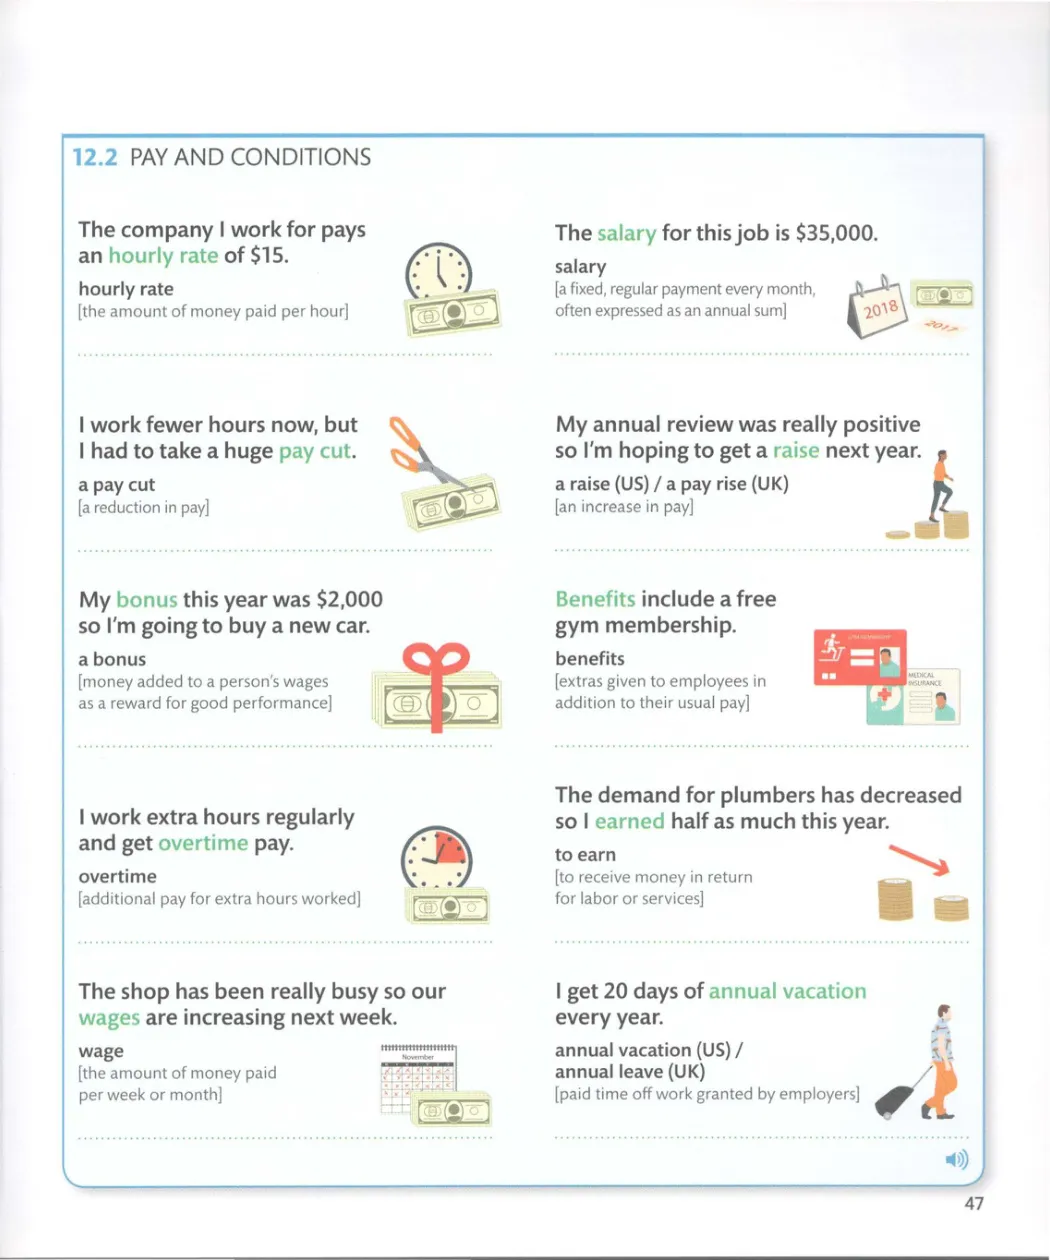 12.2 PAY AND CONDITIONS
The company I work for pays
an hourly rate of $15.
hourly rate
[the amount of money paid per hour]
The salary for this job is $35,000.
salary
[a fixed, regular payment every month,
often expressed as an annual sum]
2018
2017
I work fewer hours now, but
I had to take a huge pay cut.
a pay cut
[a reduction in pay]
My annual review was really positive
so I'm hoping to get a raise next year.
a raise (US) / a pay rise (UK)
[an increase in pay]
My bonus this year was $2,000
so I'm going to buy a new car.
a bonus
[money added to a person's wages
as a reward for good performance]
Benefits include a free
gym membership.
benefits
[extras given to employees in
addition to their usual pay]
GYM MEMBERSHIP
MEDICAL
INSURANCE
I work extra hours regularly
and get overtime pay.
overtime
[additional pay for extra hours worked]
The demand for plumbers has decreased
so I earned half as much this year.
to earn
[to receive money in return
for labor or services]
The shop has been really busy so our
wages are increasing next week.
wage
[the amount of money paid
per week or month]
November
I get 20 days of annual vacation
every year.
annual vacation (US) /
annual leave (UK)
[paid time off work granted by employers]
47